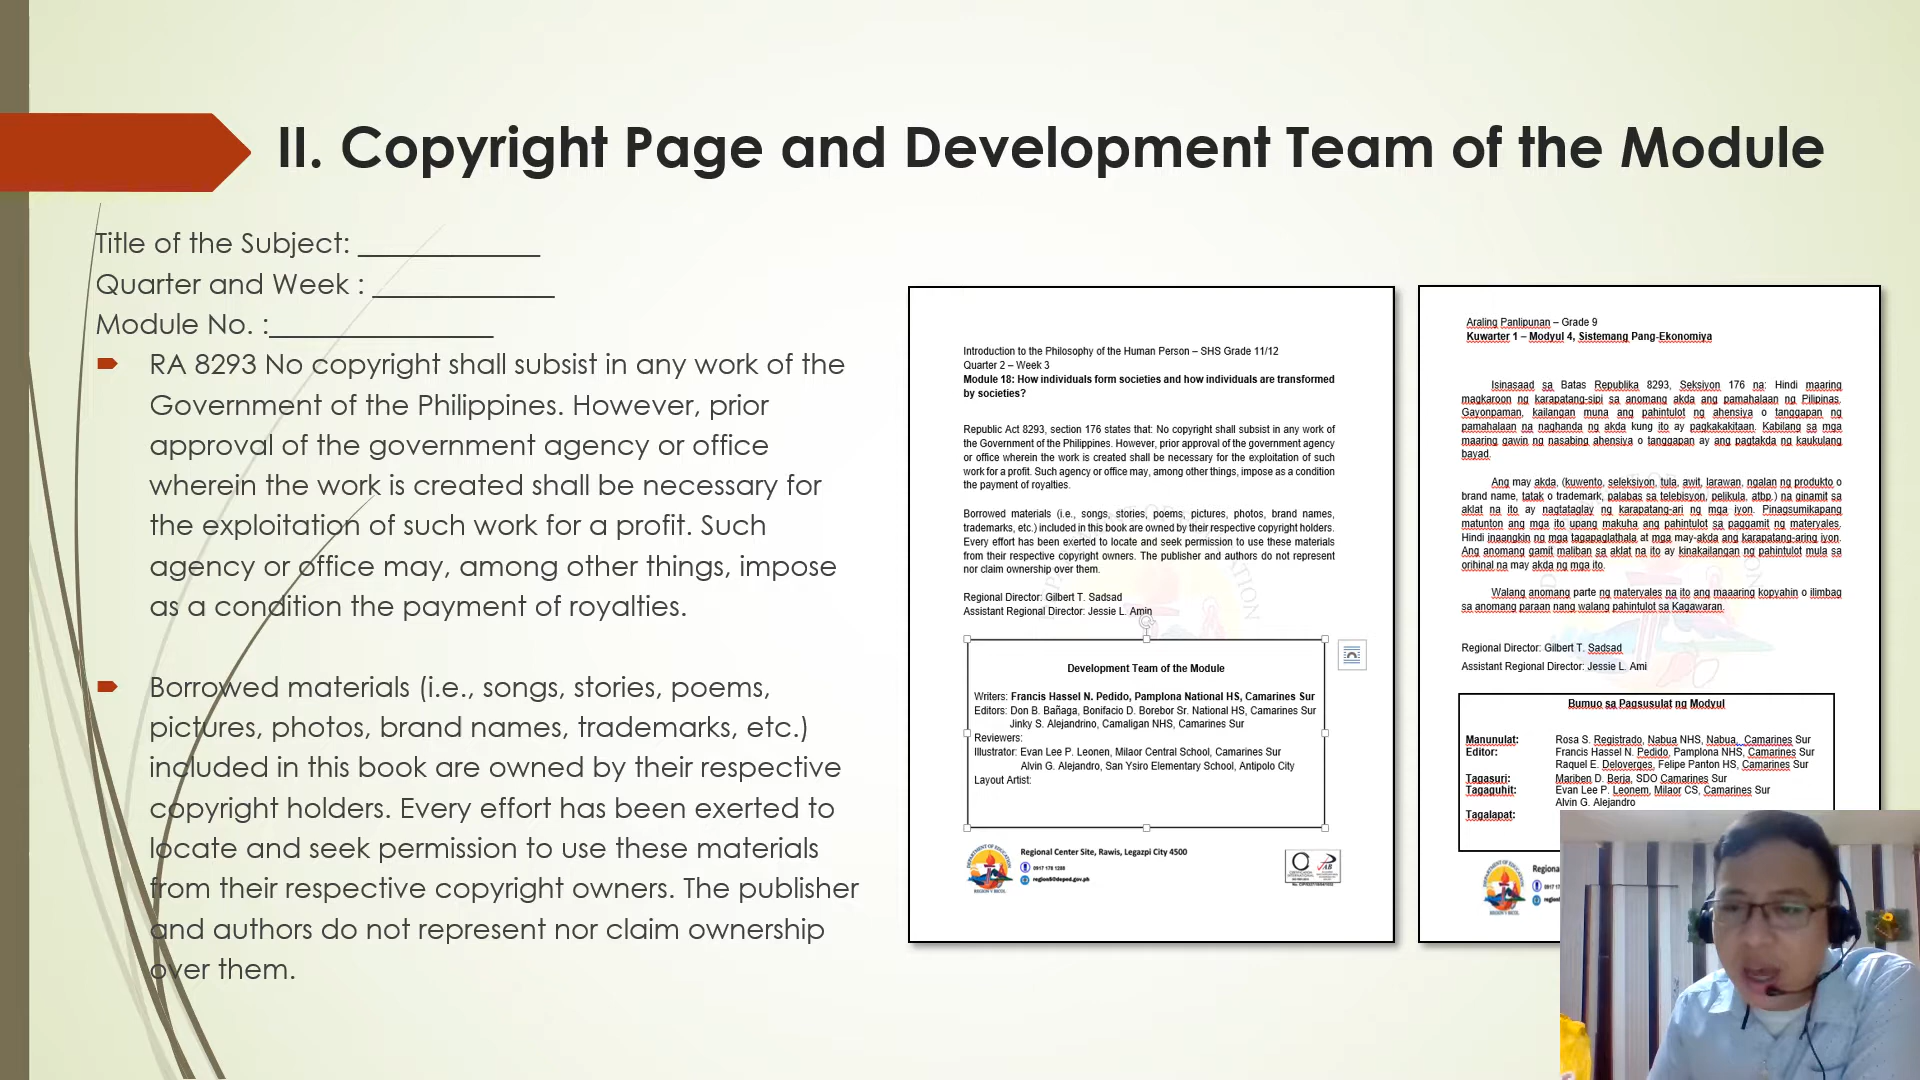 II. Copyright Page and Development Team of the Module
Title of the Subject: _____________
Quarter and Week : _____________
Module No. :________________
RA 8293 No copyright shall subsist in any work of the
Government of the Philippines. However, prior
approval of the government agency or office
wherein the work is created shall be necessary for
the exploitation of such work for a profit. Such
agency or office may, among other things, impose
as a condition the payment of royalties.
Borrowed materials (i.e., songs, stories, poems,
pictures, photos, brand names, trademarks, etc.)
included in this book are owned by their respective
copyright holders. Every effort has been exerted to
locate and seek permission to use these materials
from their respective copyright owners. The publisher
and authors do not represent nor claim ownership
over them.
Introduction to the Philosophy of the Human Person – SHS Grade 11/12
Quarter 2 – Week 3
Module 18: How individuals form societies and how individuals are transformed
by societies?
Republic Act 8293, section 176 states that: No copyright shall subsist in any work of
the Government of the Philippines. However, prior approval of the government agency
or office wherein the work is created shall be necessary for the exploitation of such
work for a profit. Such agency or office may, among other things, impose as a condition
the payment of royalties.
Borrowed materials (i.e., songs, stories, poems, pictures, photos, brand names,
trademarks, etc.) included in this book are owned by their respective copyright holders.
Every effort has been exerted to locate and seek permission to use these materials
from their respective copyright owners. The publisher and authors do not represent
nor claim ownership over them.
Regional Director: Gilbert T. Sadsad
Assistant Regional Director: Jessie L. Amin
Development Team of the Module
Writers: Francis Hassel N. Pedido, Pamplona National HS, Camarines Sur
Editors: Don B. Bañaga, Bonifacio D. Borebor Sr. National HS, Camarines Sur
Jinky S. Alejandrino, Camaligan NHS, Camarines Sur
Reviewers:
Illustrator: Evan Lee P. Leonen, Milaor Central School, Camarines Sur
Alvin G. Alejandro, San Ysiro Elementary School, Antipolo City
Layout Artist:
Regional Center Site, Rawis, Legazpi City 4500
0917 178 1288
region5@deped.gov.ph
Araling Panlipunan – Grade 9
Kuwarter 1 – Modyul 4, Sistemang Pang-Ekonomiya
Isinasaad sa Batas Republika 8293, Seksiyon 176 na: Hindi maaring
magkaroon ng karapatang-sipi sa anomang akda ang pamahalaan ng Pilipinas.
Gayonpaman, kailangan muna ang pahintulot ng ahensiya o tanggapan ng
pamahalaan na naghanda ng akda kung ito ay pagkakakitaan. Kabilang sa mga
maaring gawin ng nasabing ahensiya o tanggapan ay ang pagtakda ng kaukulang
bayad.
Ang may akda, (kuwento, seleksiyon, tula, awit, larawan, ngalan ng produkto o
brand name, tatak o trademark, palabas sa telebisyon, pelikula, atbp.) na ginamit sa
aklat na ito ay nagtataglay ng karapatang-ari ng mga iyon. Pinagsumikapang
matunton ang mga ito upang makuha ang pahintulot sa paggamit ng materyales.
Hindi inaangkin ng mga tagapaglathala at mga may-akda ang karapatang-aring iyon.
Ang anomang gamit maliban sa aklat na ito ay kinakailangan ng pahintulot mula sa
orihinal na may akda ng mga ito.
Walang anomang parte ng materyales na ito ang maaaring kopyahin o ilimbag
sa anomang paraan nang walang pahintulot sa Kagawaran.
Regional Director: Gilbert T. Sadsad
Assistant Regional Director: Jessie L. Ami
Bumuo sa Pagsusulat ng Modyul
Manunulat: Rosa S. Registrado, Nabua NHS, Nabua, Camarines Sur
Editor: Francis Hassel N. Pedido, Pamplona NHS, Camarines Sur
Raquel E. Deloverges, Felipe Panton HS, Camarines Sur
Tagasuri: Mariben D. Berja, SDO Camarines Sur
Tagaguhit: Evan Lee P. Leonem, Milaor CS, Camarines Sur
Alvin G. Alejandro
Tagalapat: